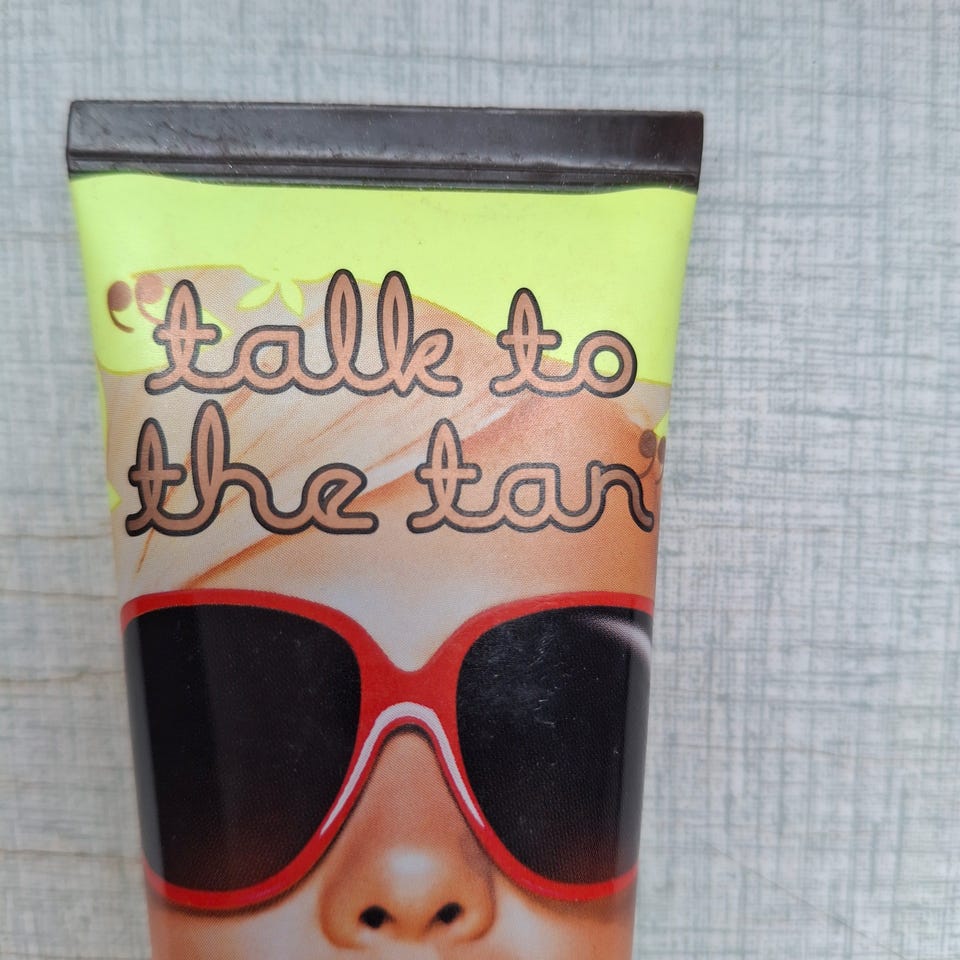 "talk to
the tan"